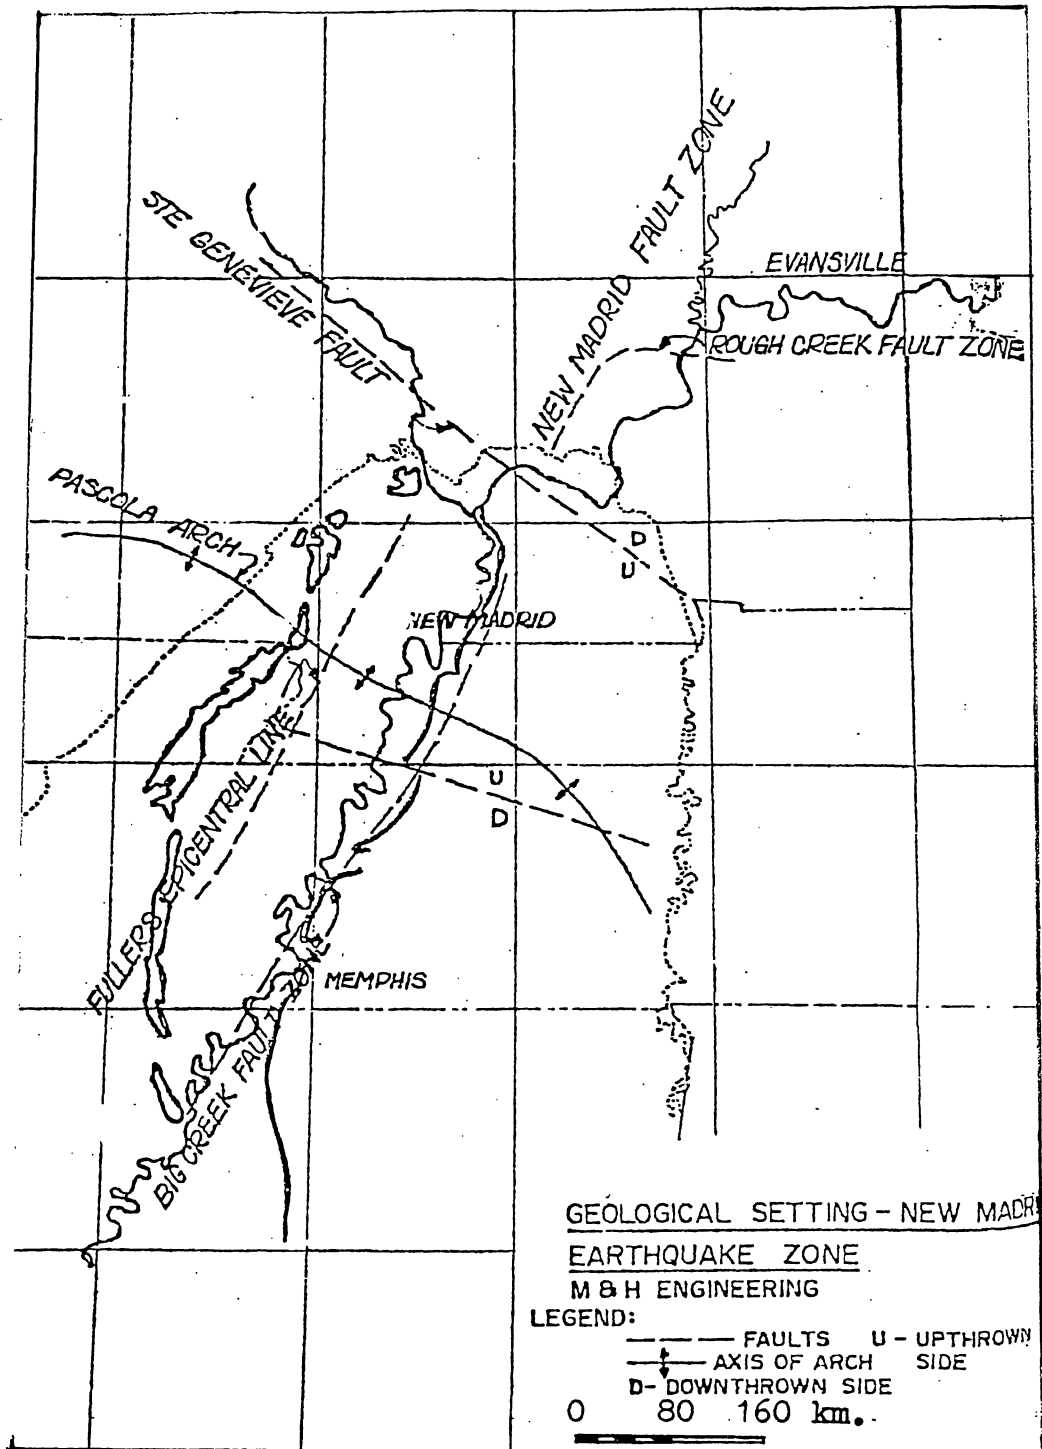 NEW MADRID FAULT ZONE
STE GENEVIEVE FAULT
EVANSVILLE
ROUGH CREEK FAULT ZONE
PASCOLA ARCH
D
U
NEW MADRID
U
D
FULLERS EPICENTRAL LINE
MEMPHIS
BIG CREEK FAULT ZONE
GEOLOGICAL SETTING - NEW MADRI
EARTHQUAKE ZONE
M & H ENGINEERING
LEGEND:
FAULTS U - UPTHROWN
AXIS OF ARCH SIDE
D- DOWNTHROWN SIDE
0 80 160 km.